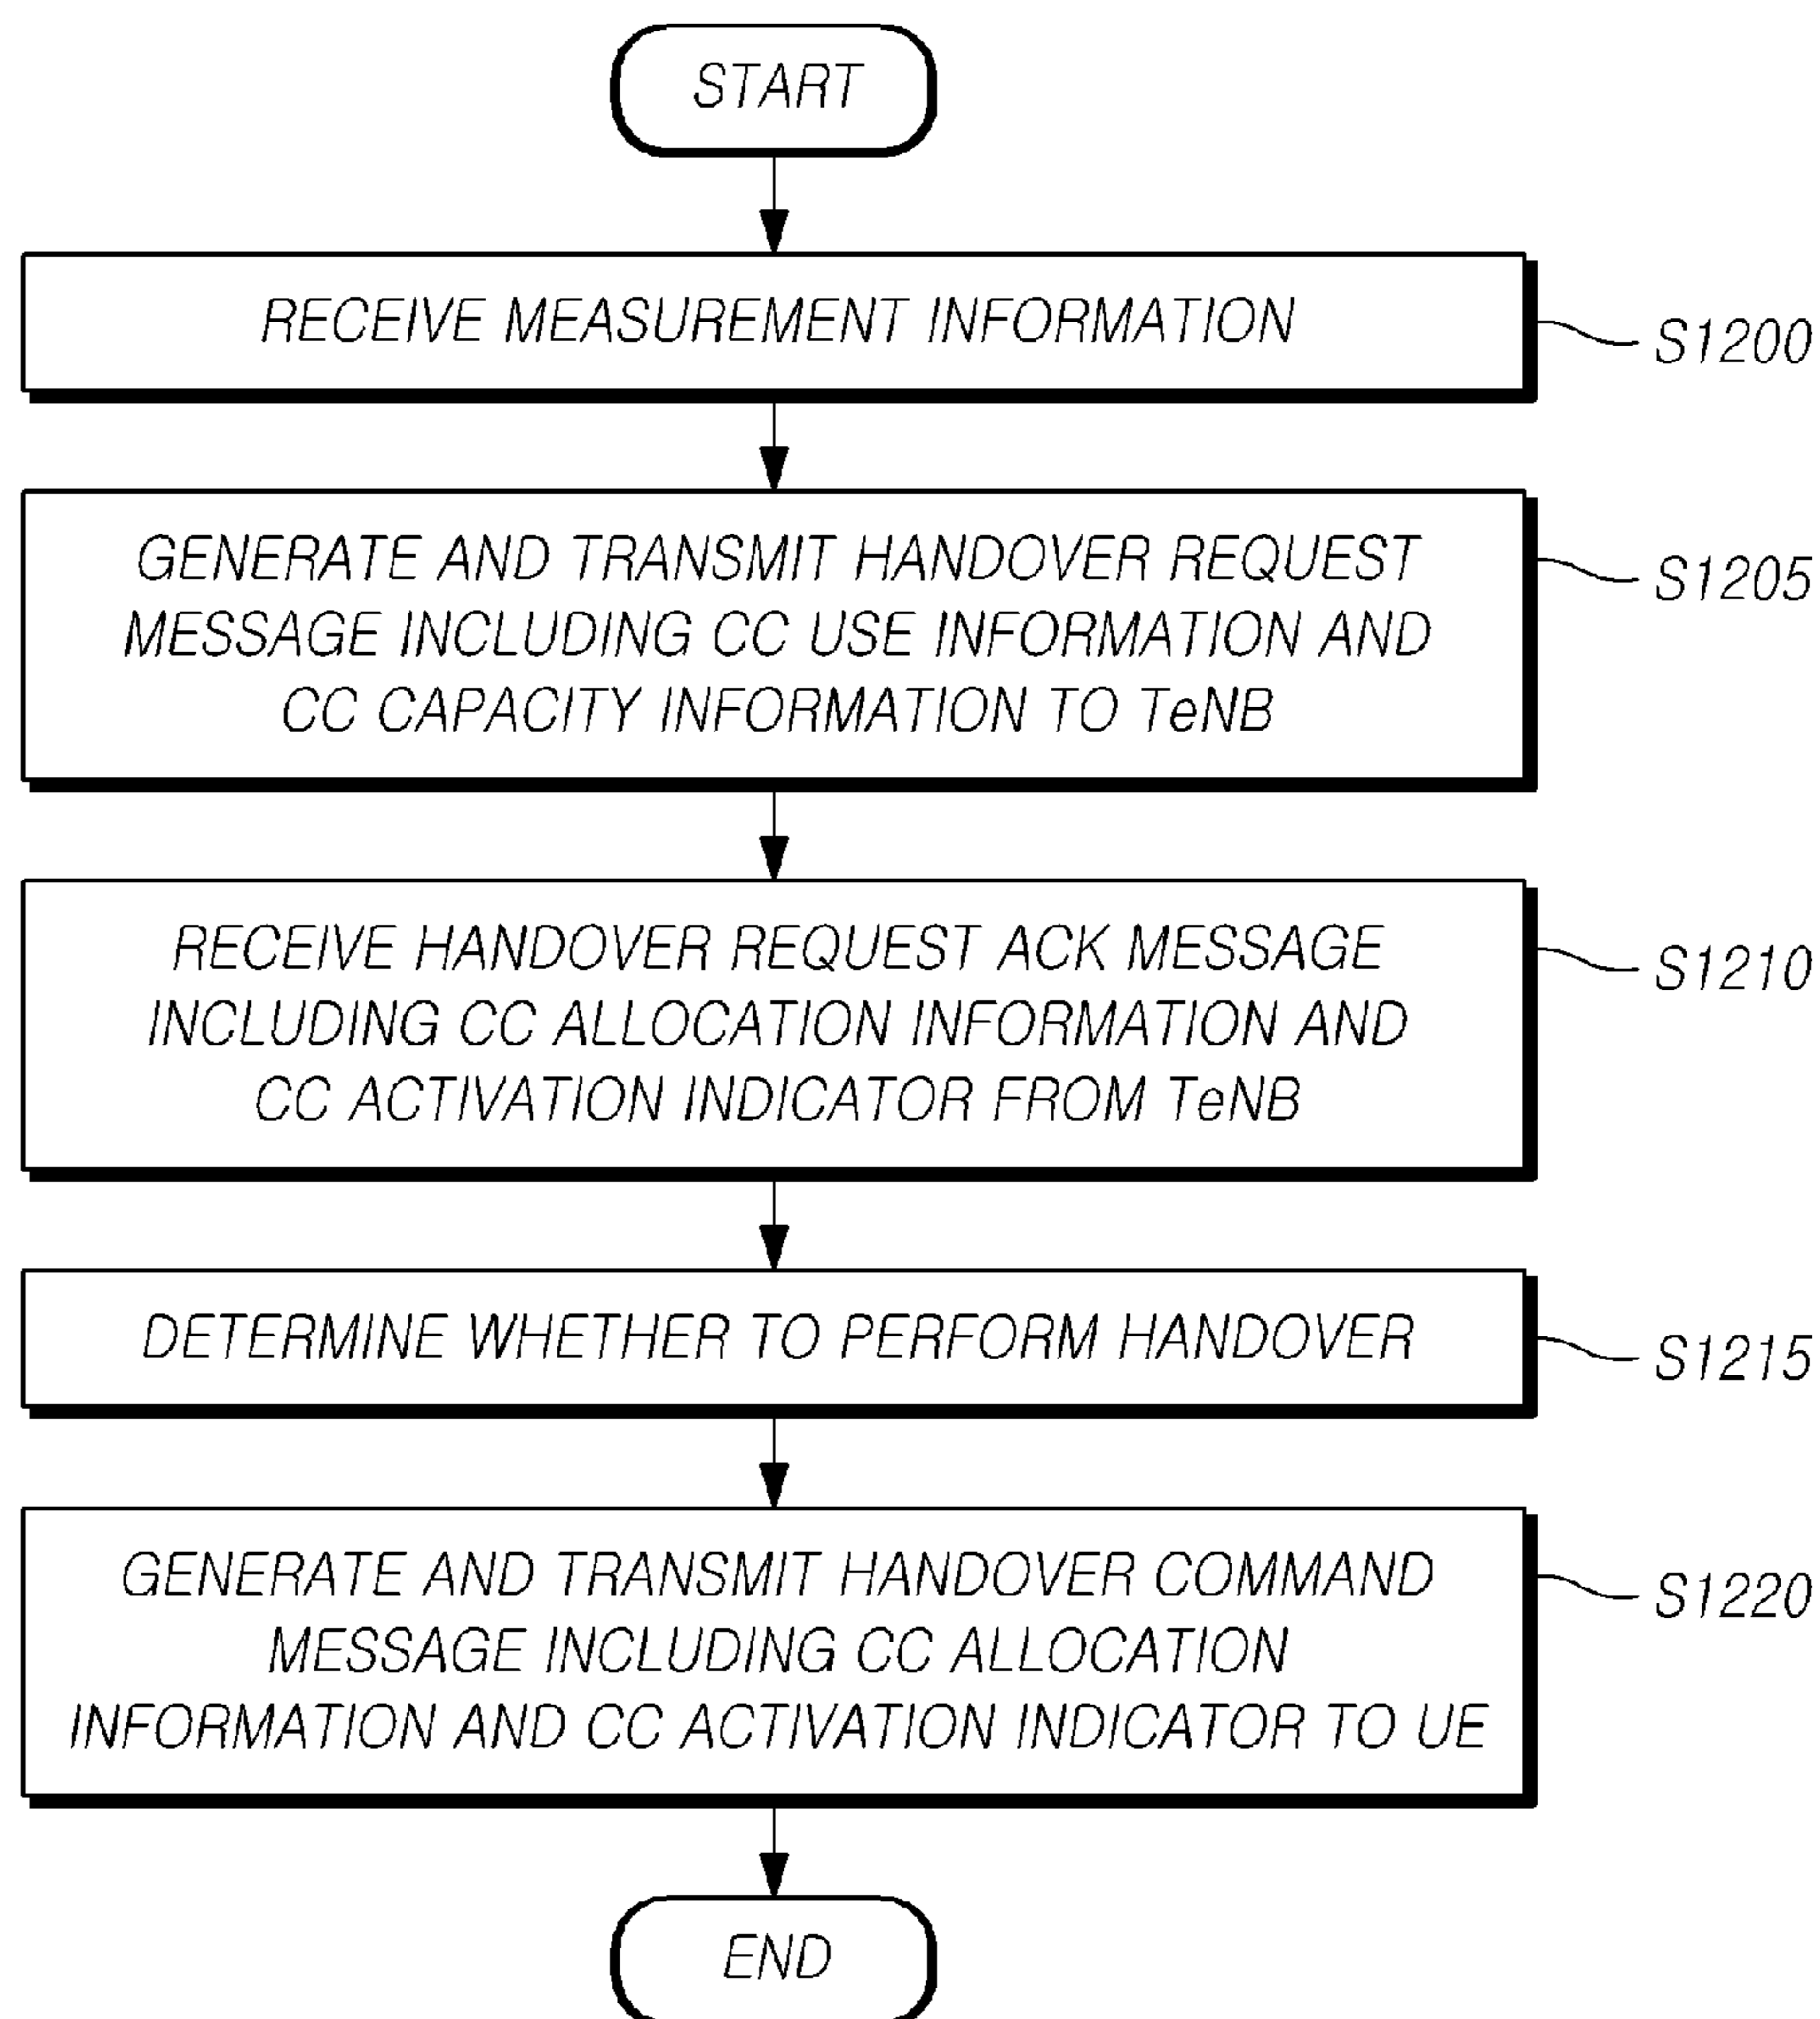 START
RECEIVE MEASUREMENT INFORMATION
S1200
GENERATE AND TRANSMIT HANDOVER REQUEST
MESSAGE INCLUDING CC USE INFORMATION AND
CC CAPACITY INFORMATION TO TeNB
S1205
RECEIVE HANDOVER REQUEST ACK MESSAGE
INCLUDING CC ALLOCATION INFORMATION AND
CC ACTIVATION INDICATOR FROM TeNB
S1210
DETERMINE WHETHER TO PERFORM HANDOVER
S1215
GENERATE AND TRANSMIT HANDOVER COMMAND
MESSAGE INCLUDING CC ALLOCATION
INFORMATION AND CC ACTIVATION INDICATOR TO UE
S1220
END